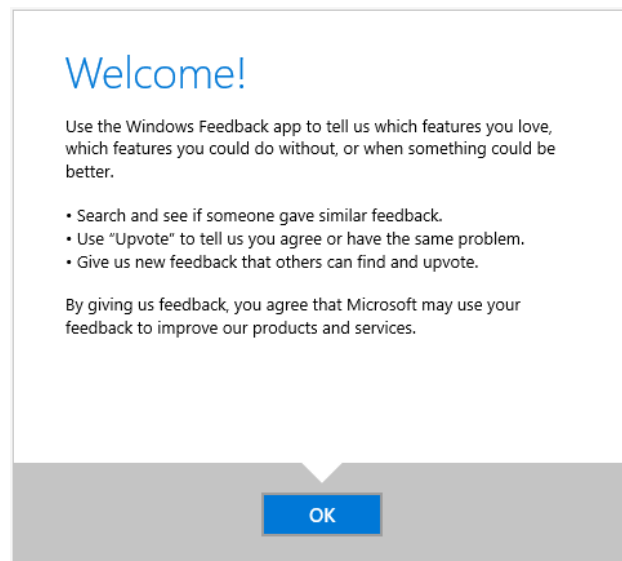 Welcome!
Use the Windows Feedback app to tell us which features you love,
which features you could do without, or when something could be
better.
• Search and see if someone gave similar feedback.
• Use “Upvote” to tell us you agree or have the same problem.
• Give us new feedback that others can find and upvote.
By giving us feedback, you agree that Microsoft may use your
feedback to improve our products and services.
OK